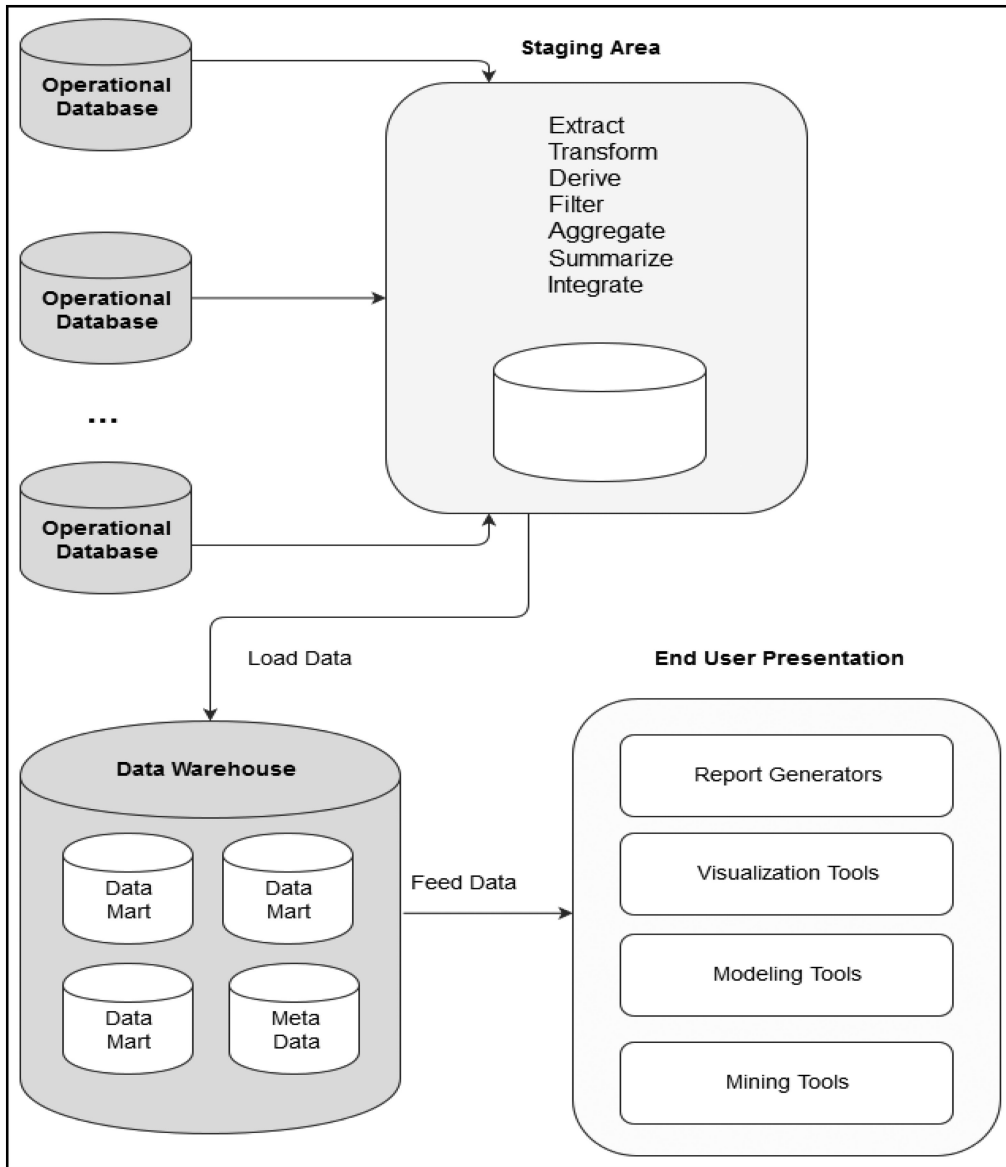 Operational
Database
Staging Area
Extract
Transform
Derive
Filter
Aggregate
Summarize
Integrate
Operational
Database
...
Operational
Database
Load Data
End User Presentation
Data Warehouse
Data
Mart
Data
Mart
Data
Mart
Meta
Data
Feed Data
Report Generators
Visualization Tools
Modeling Tools
Mining Tools